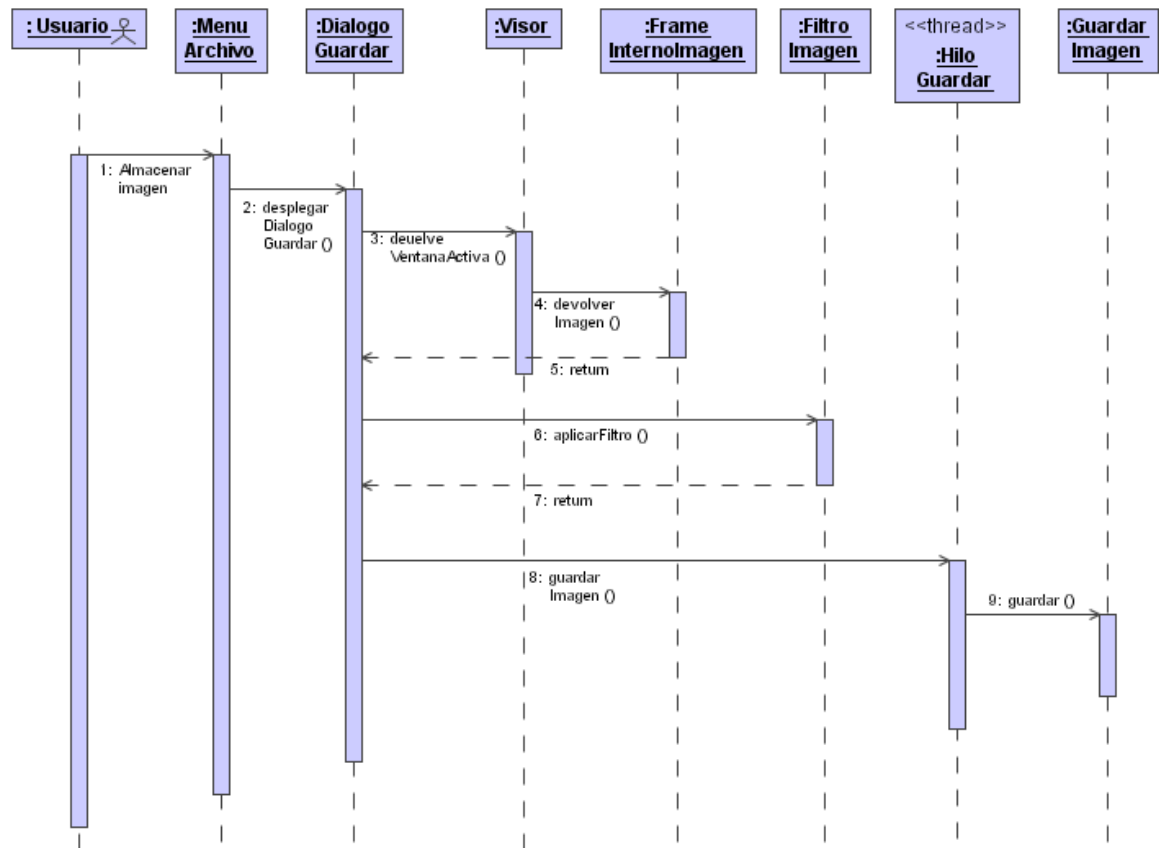 : Usuario
:Menu
Archivo
:Dialogo
Guardar
:Visor
:Frame
InternoImagen
:Filtro
Imagen
<<thread>>
:Hilo
Guardar
:Guardar
Imagen
1: Almacenar
imagen
2: desplegar
Dialogo
Guardar ()
3: deuelve
VentanaActiva ()
4: devolver
Imagen ()
5: return
6: aplicarFiltro ()
7: return
8: guardar
Imagen ()
9: guardar ()